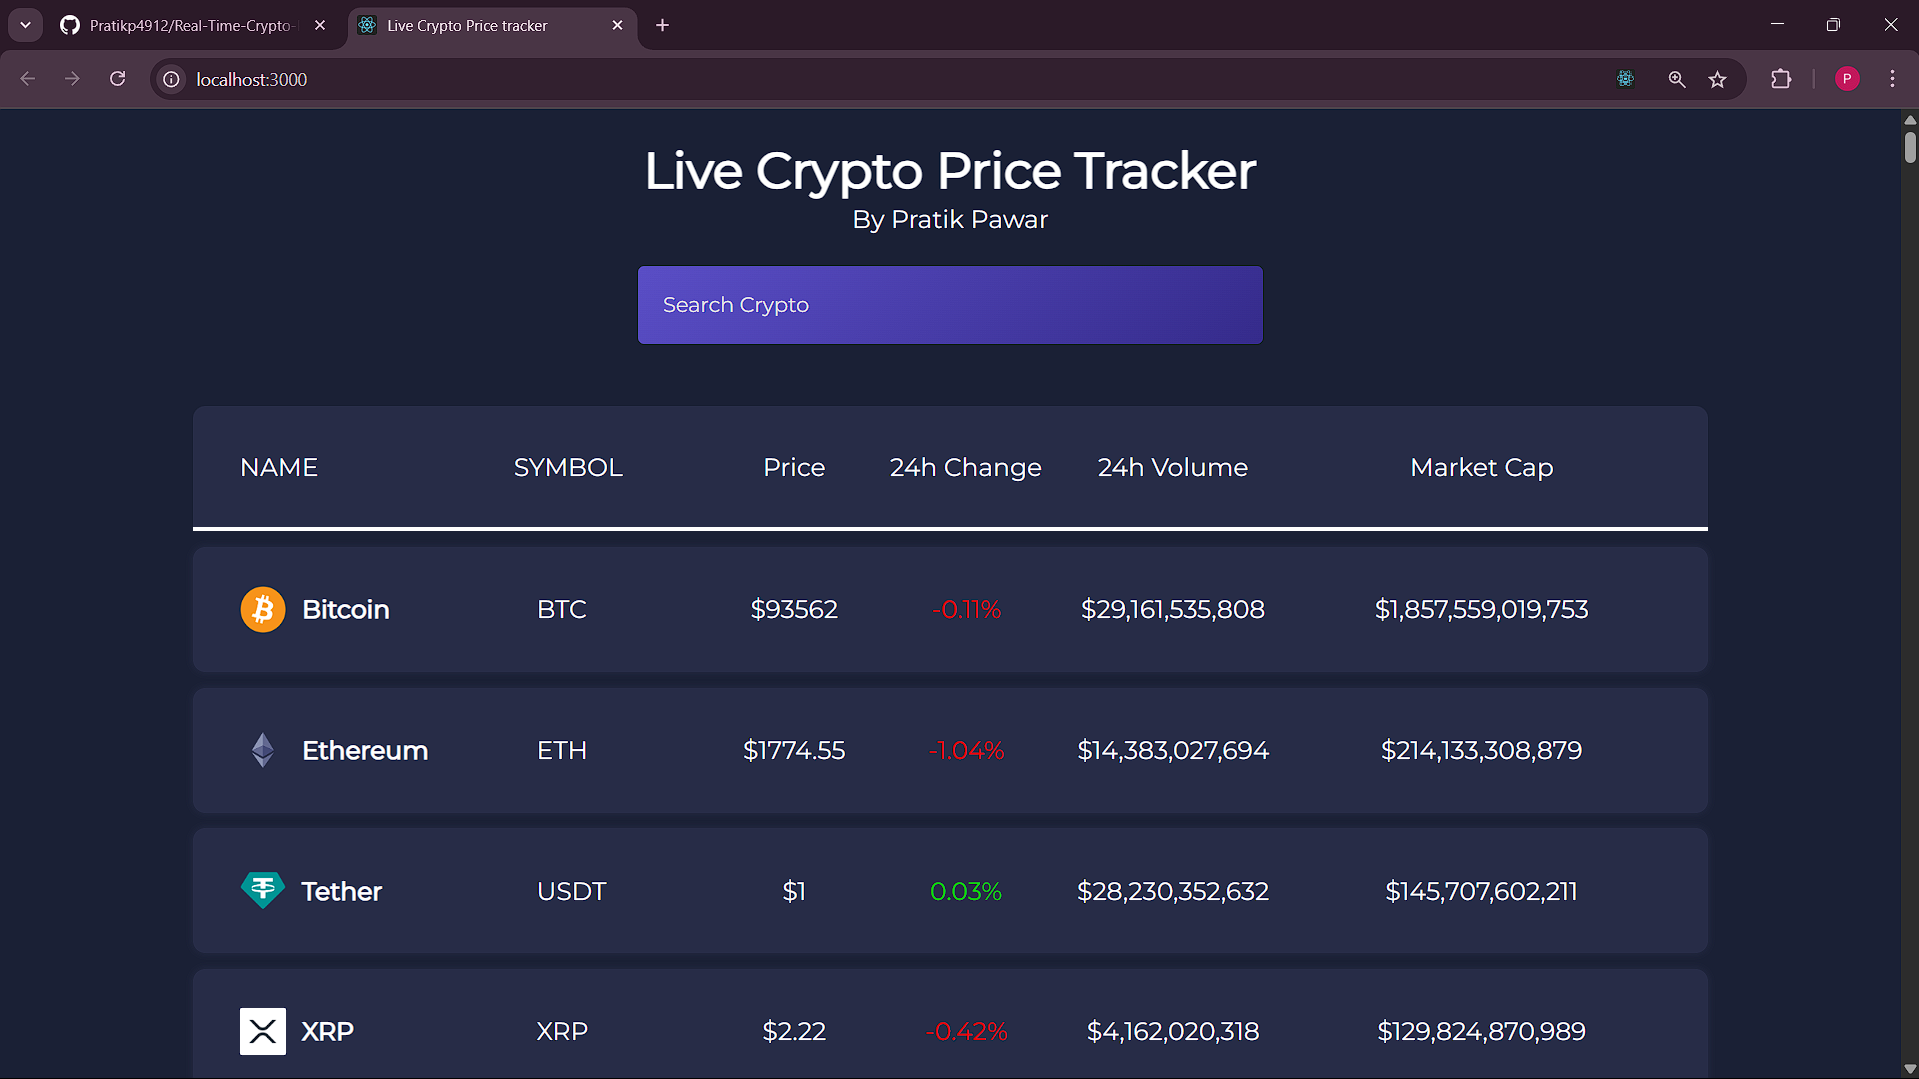 Pratikp4912/Real-Time-Crypto-
Live Crypto Price tracker
localhost:3000
P
Live Crypto Price Tracker
By Pratik Pawar
Search Crypto
NAME SYMBOL Price 24h Change 24h Volume Market Cap
Bitcoin BTC $93562 -0.11% $29,161,535,808 $1,857,559,019,753
Ethereum ETH $1774.55 -1.04% $14,383,027,694 $214,133,308,879
Tether USDT $1 0.03% $28,230,352,632 $145,707,602,211
XRP XRP $2.22 -0.42% $4,162,020,318 $129,824,870,989